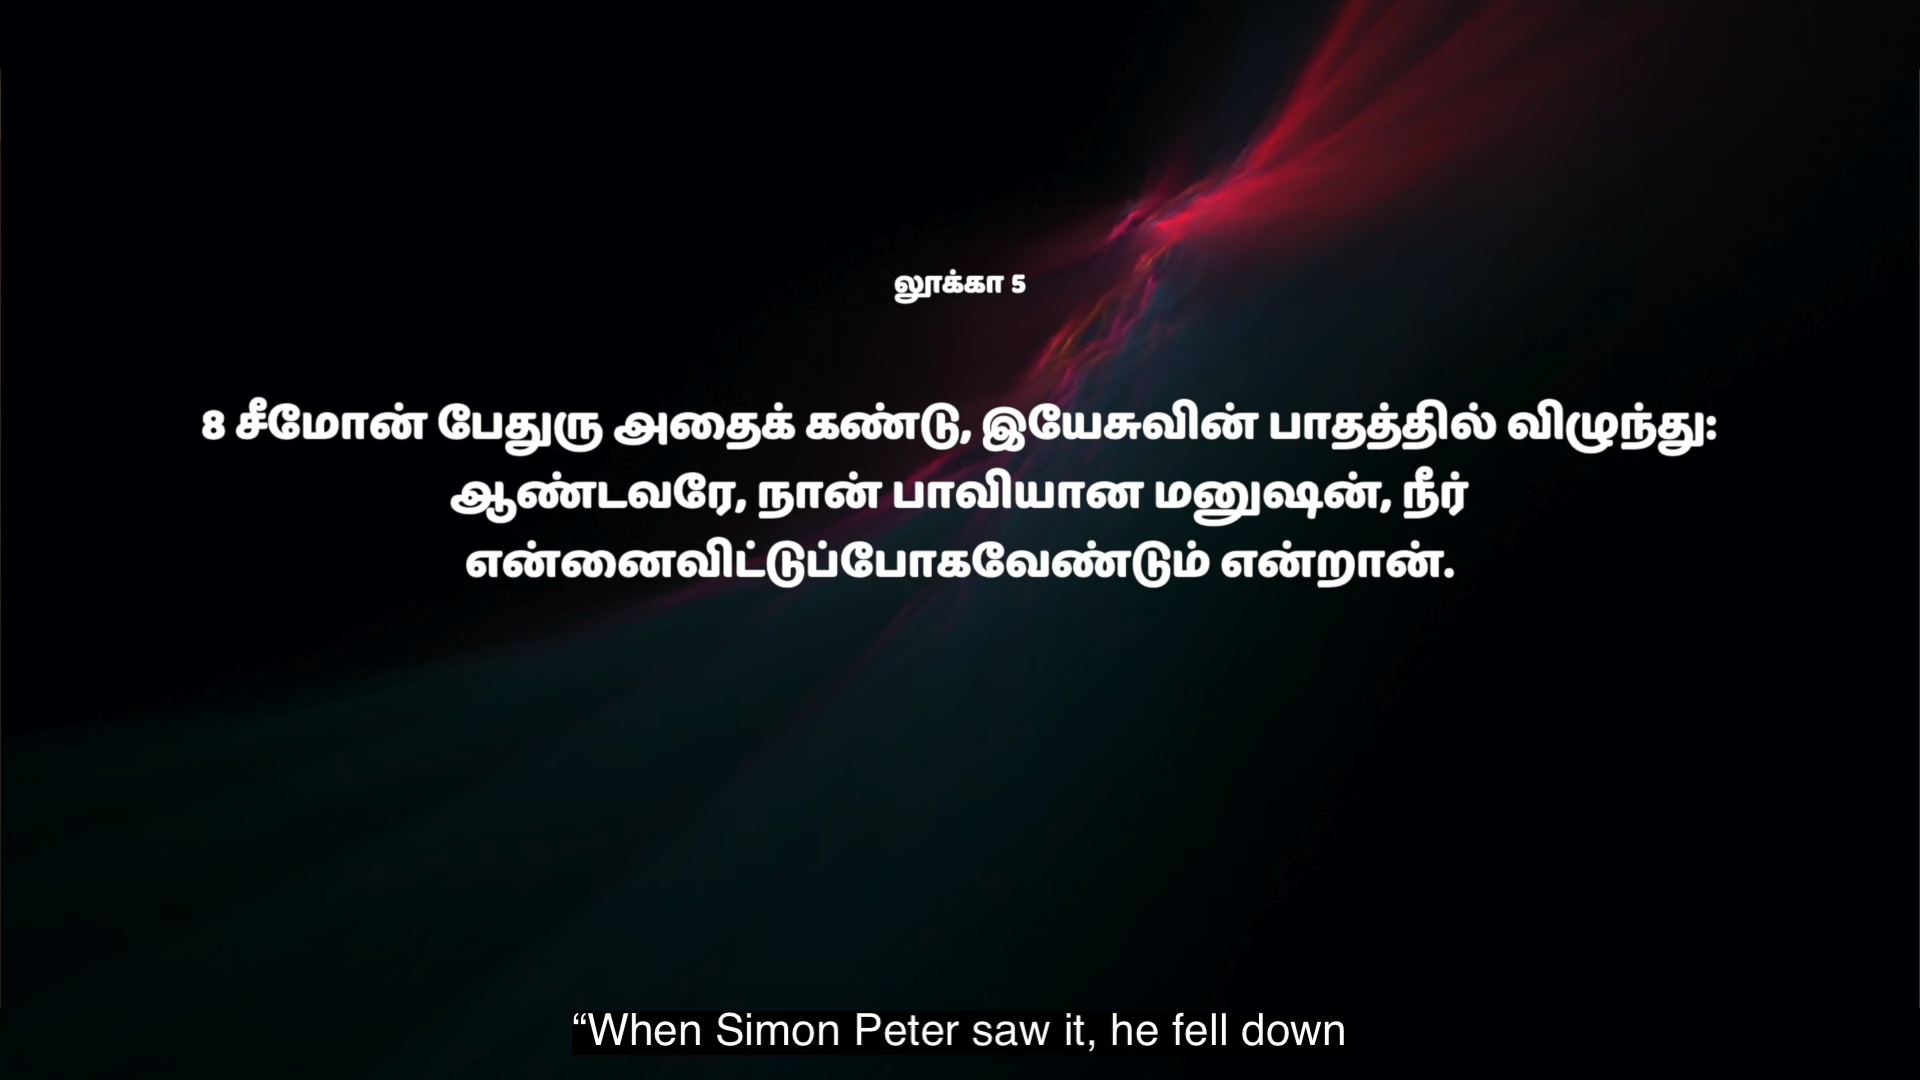 லூக்கா 5
8 சீமோன் பேதுரு அதைக் கண்டு, இயேசுவின் பாதத்தில் விழுந்து:
ஆண்டவரே, நான் பாவியான மனுஷன், நீர்
என்னைவிட்டுப்போகவேண்டும் என்றான்.
“When Simon Peter saw it, he fell down